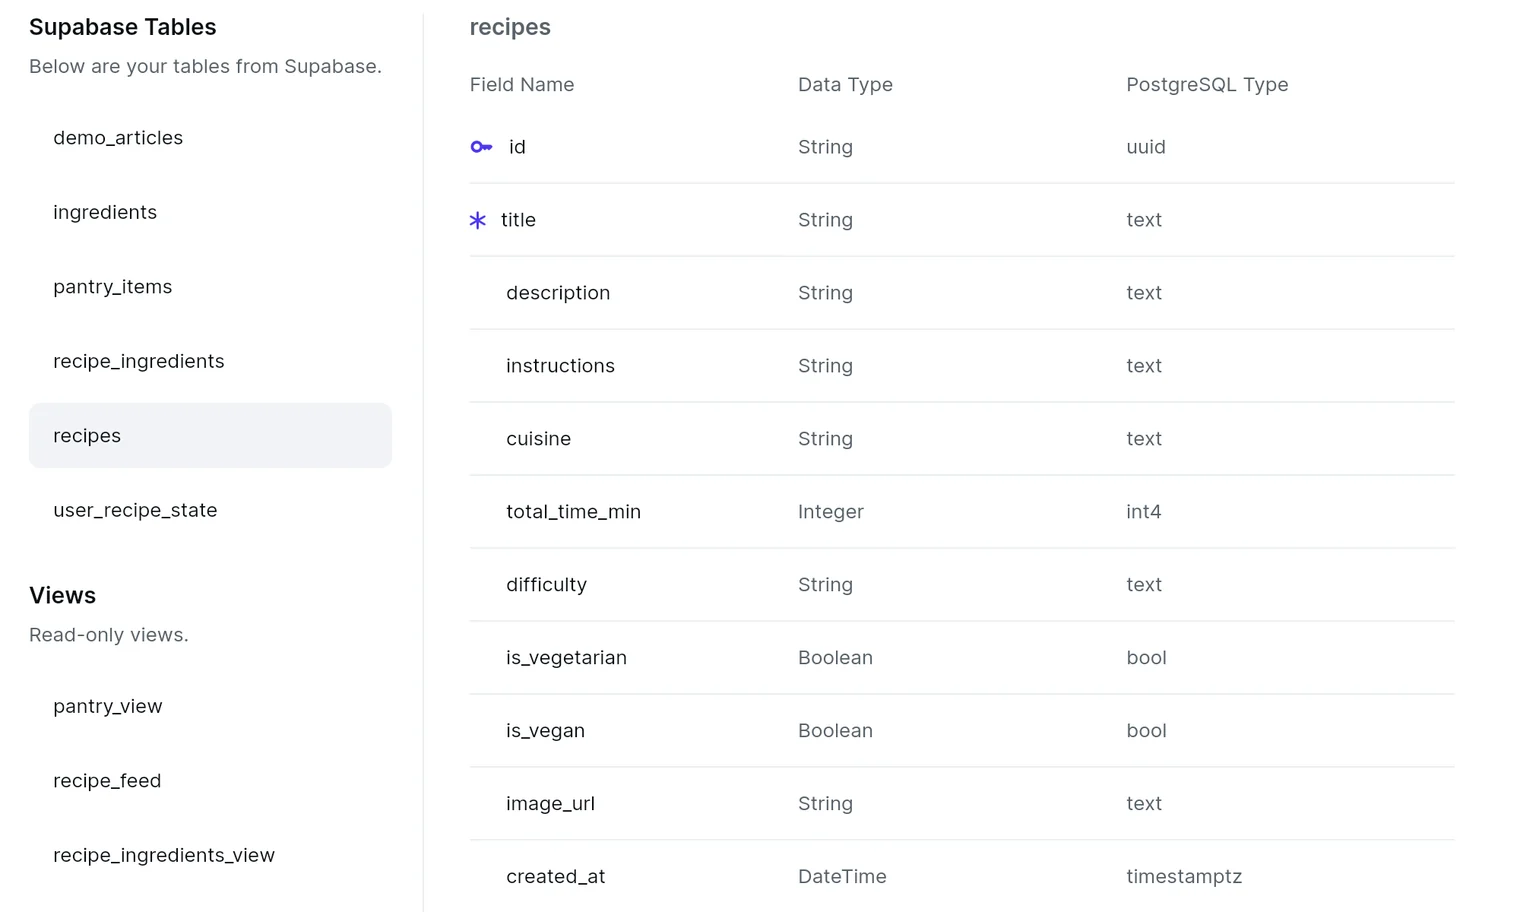 Supabase Tables
Below are your tables from Supabase.
demo_articles
ingredients
pantry_items
recipe_ingredients
recipes
user_recipe_state
Views
Read-only views.
pantry_view
recipe_feed
recipe_ingredients_view
recipes
Field Name Data Type PostgreSQL Type
id String uuid
title String text
description String text
instructions String text
cuisine String text
total_time_min Integer int4
difficulty String text
is_vegetarian Boolean bool
is_vegan Boolean bool
image_url String text
created_at DateTime timestamptz